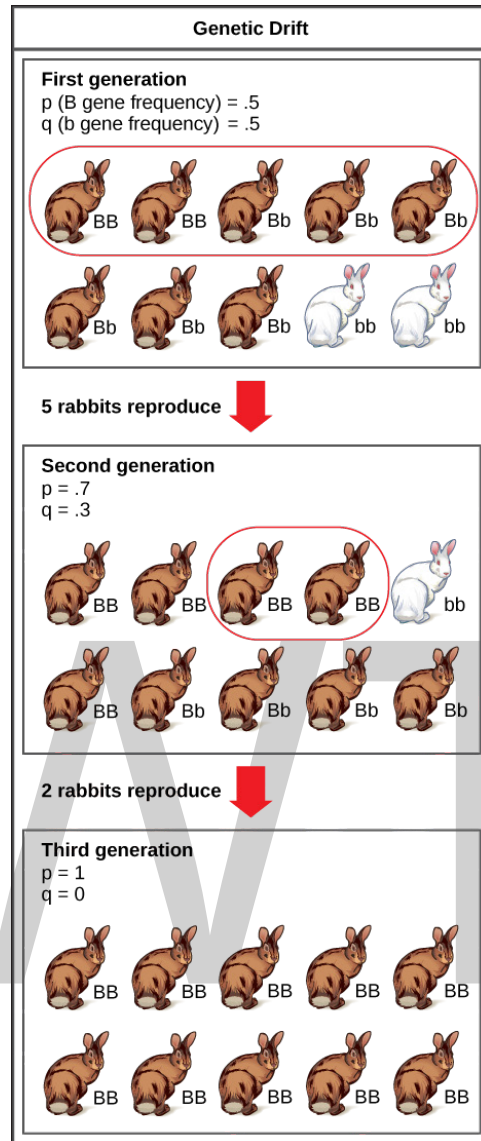 Genetic Drift
First generation
p (B gene frequency) = .5
q (b gene frequency) = .5
BB BB Bb Bb Bb
Bb Bb Bb bb bb
5 rabbits reproduce
Second generation
p = .7
q = .3
BB BB BB BB bb
BB Bb Bb Bb Bb
2 rabbits reproduce
Third generation
p = 1
q = 0
BB BB BB BB BB
BB BB BB BB BB